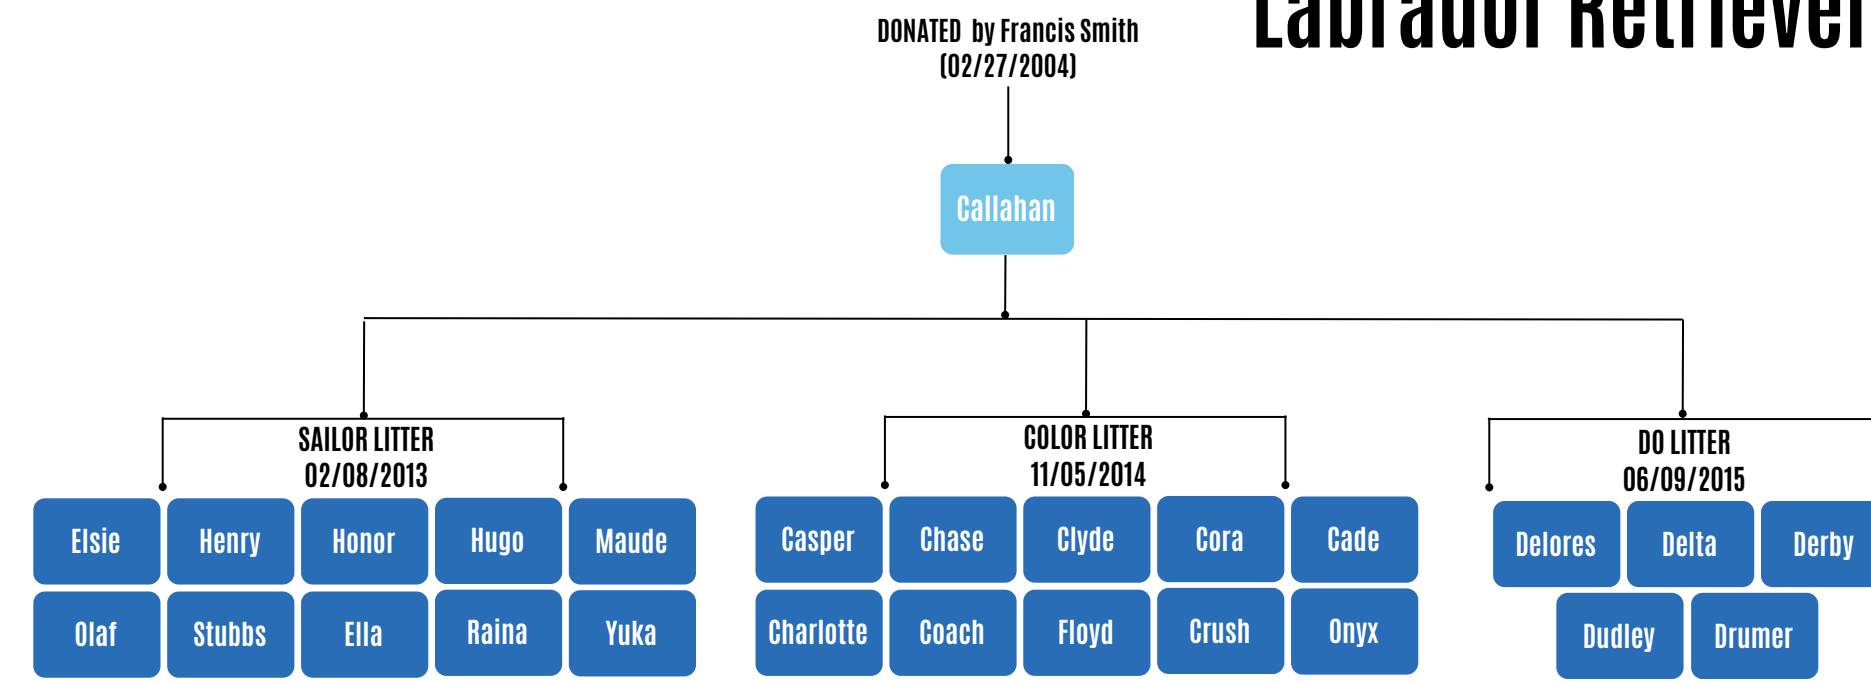 Labrador Retriever
DONATED by Francis Smith
(02/27/2004)
Callahan
SAILOR LITTER
02/08/2013
Elsie Henry Honor Hugo Maude
Olaf Stubbs Ella Raina Yuka
COLOR LITTER
11/05/2014
Casper Chase Clyde Cora Cade
Charlotte Coach Floyd Crush Onyx
DO LITTER
06/09/2015
Delores Delta Derby
Dudley Drumer